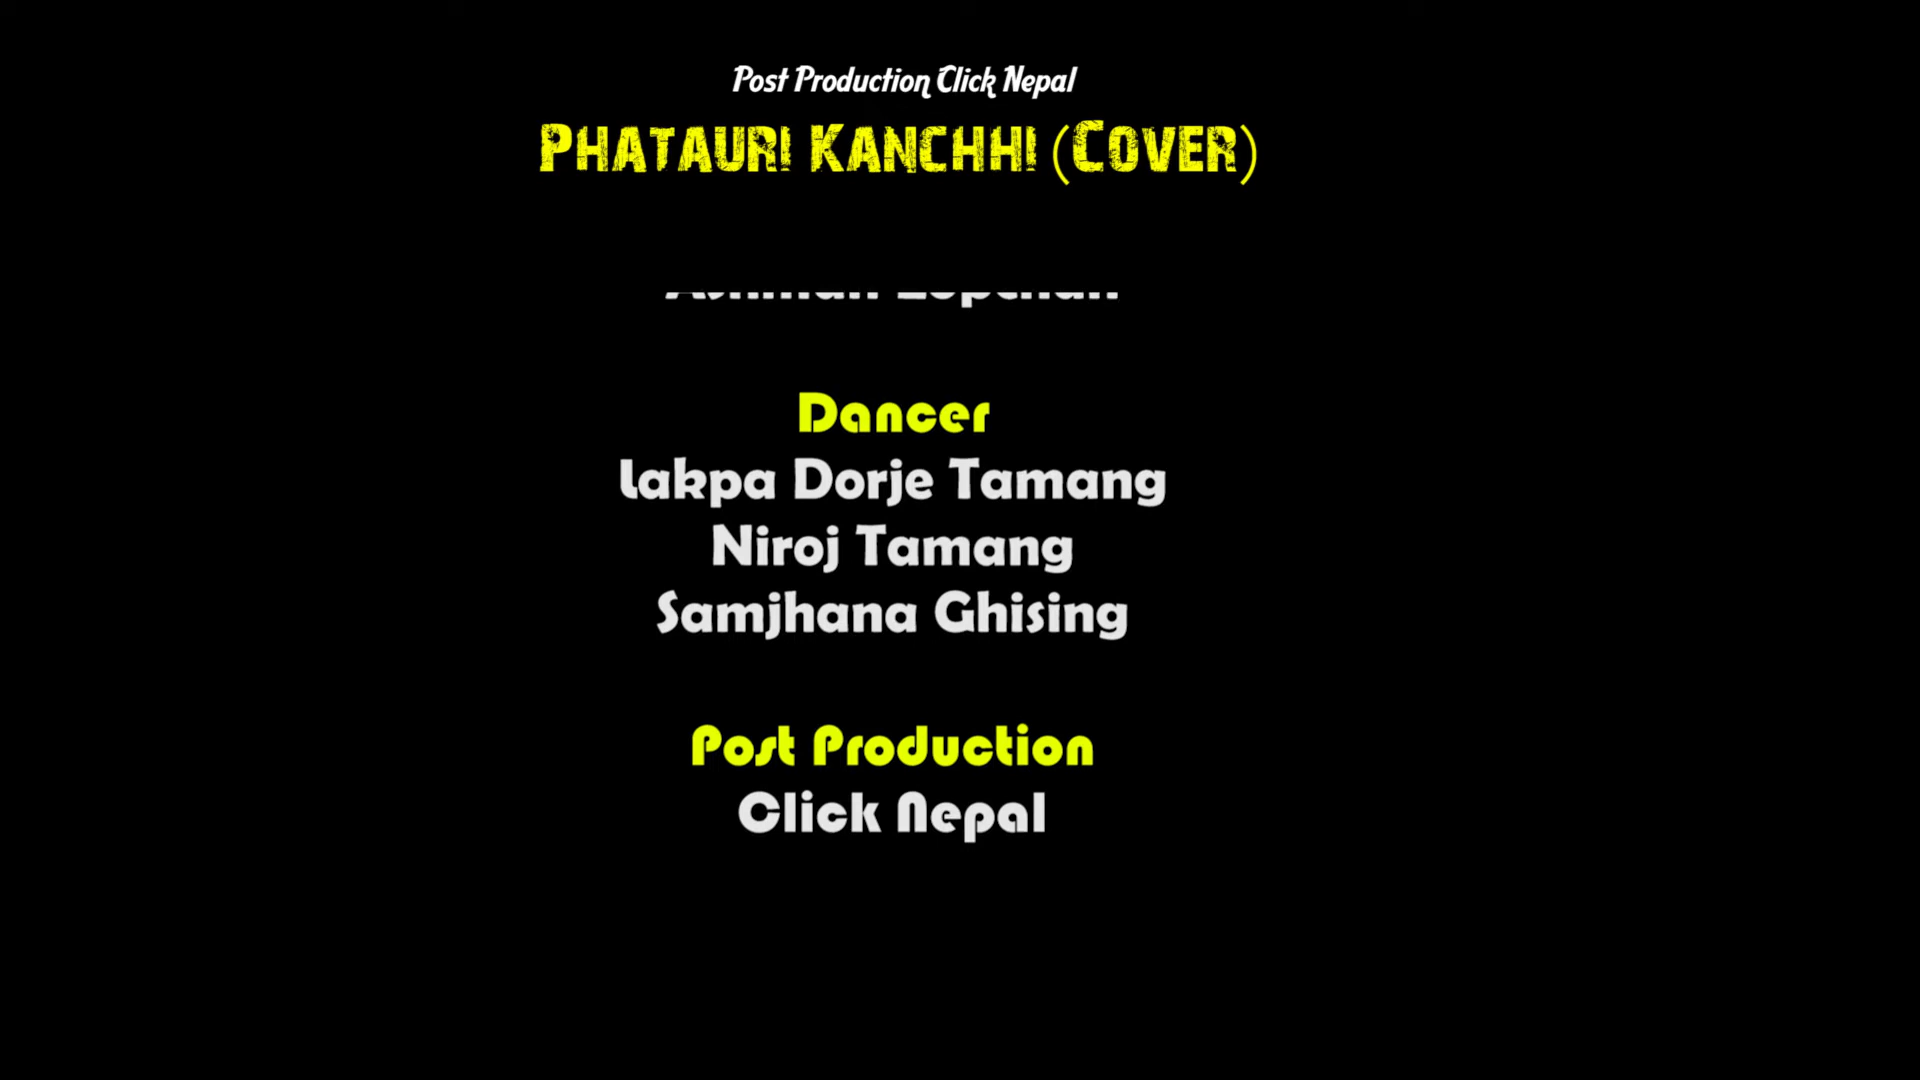 Post Production Click Nepal
Phatauri Kanchhi (Cover)
Dancer
Lakpa Dorje Tamang
Niroj Tamang
Samjhana Ghising
Post Production
Click Nepal